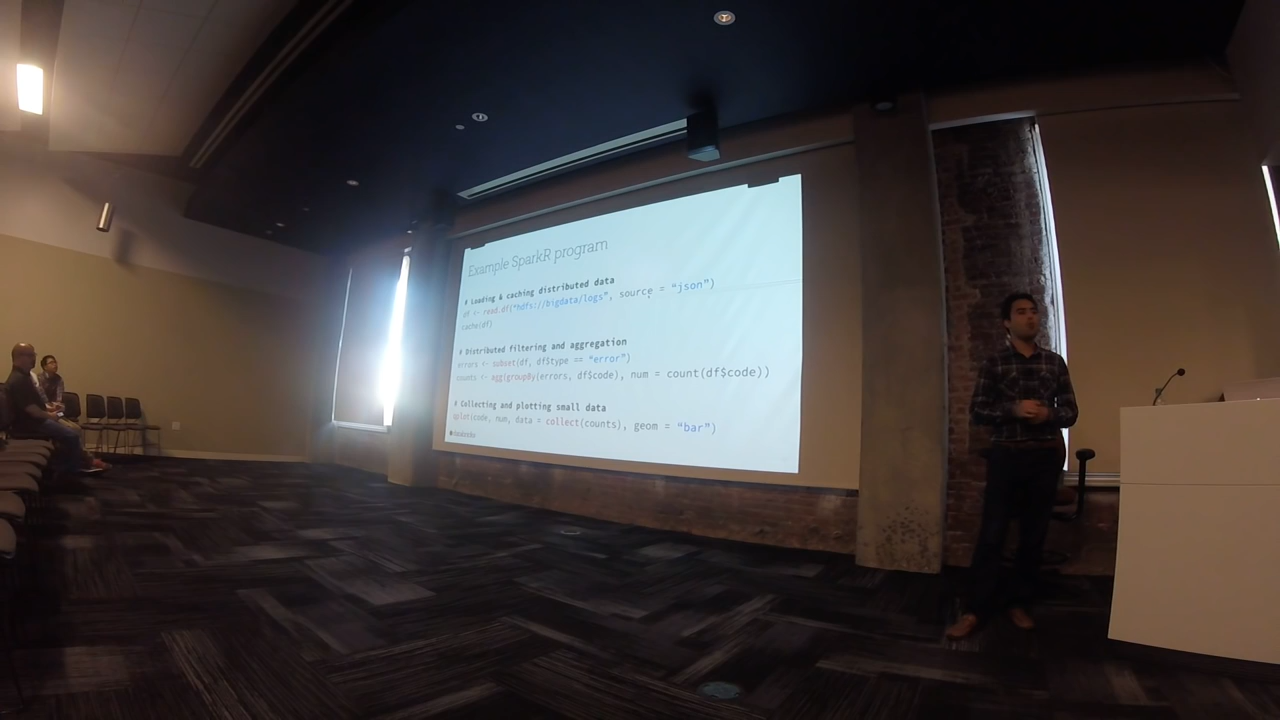 Example SparkR program
# Loading & caching distributed data
df <- read.df("hdfs://bigdata/logs", source = "json")
cache(df)
# Distributed filtering and aggregation
errors <- subset(df, df$type == "error")
counts <- agg(groupBy(errors, df$code), num = count(df$code))
# Collecting and plotting small data
qplot(code, num, data = collect(counts), geom = "bar")
databricks